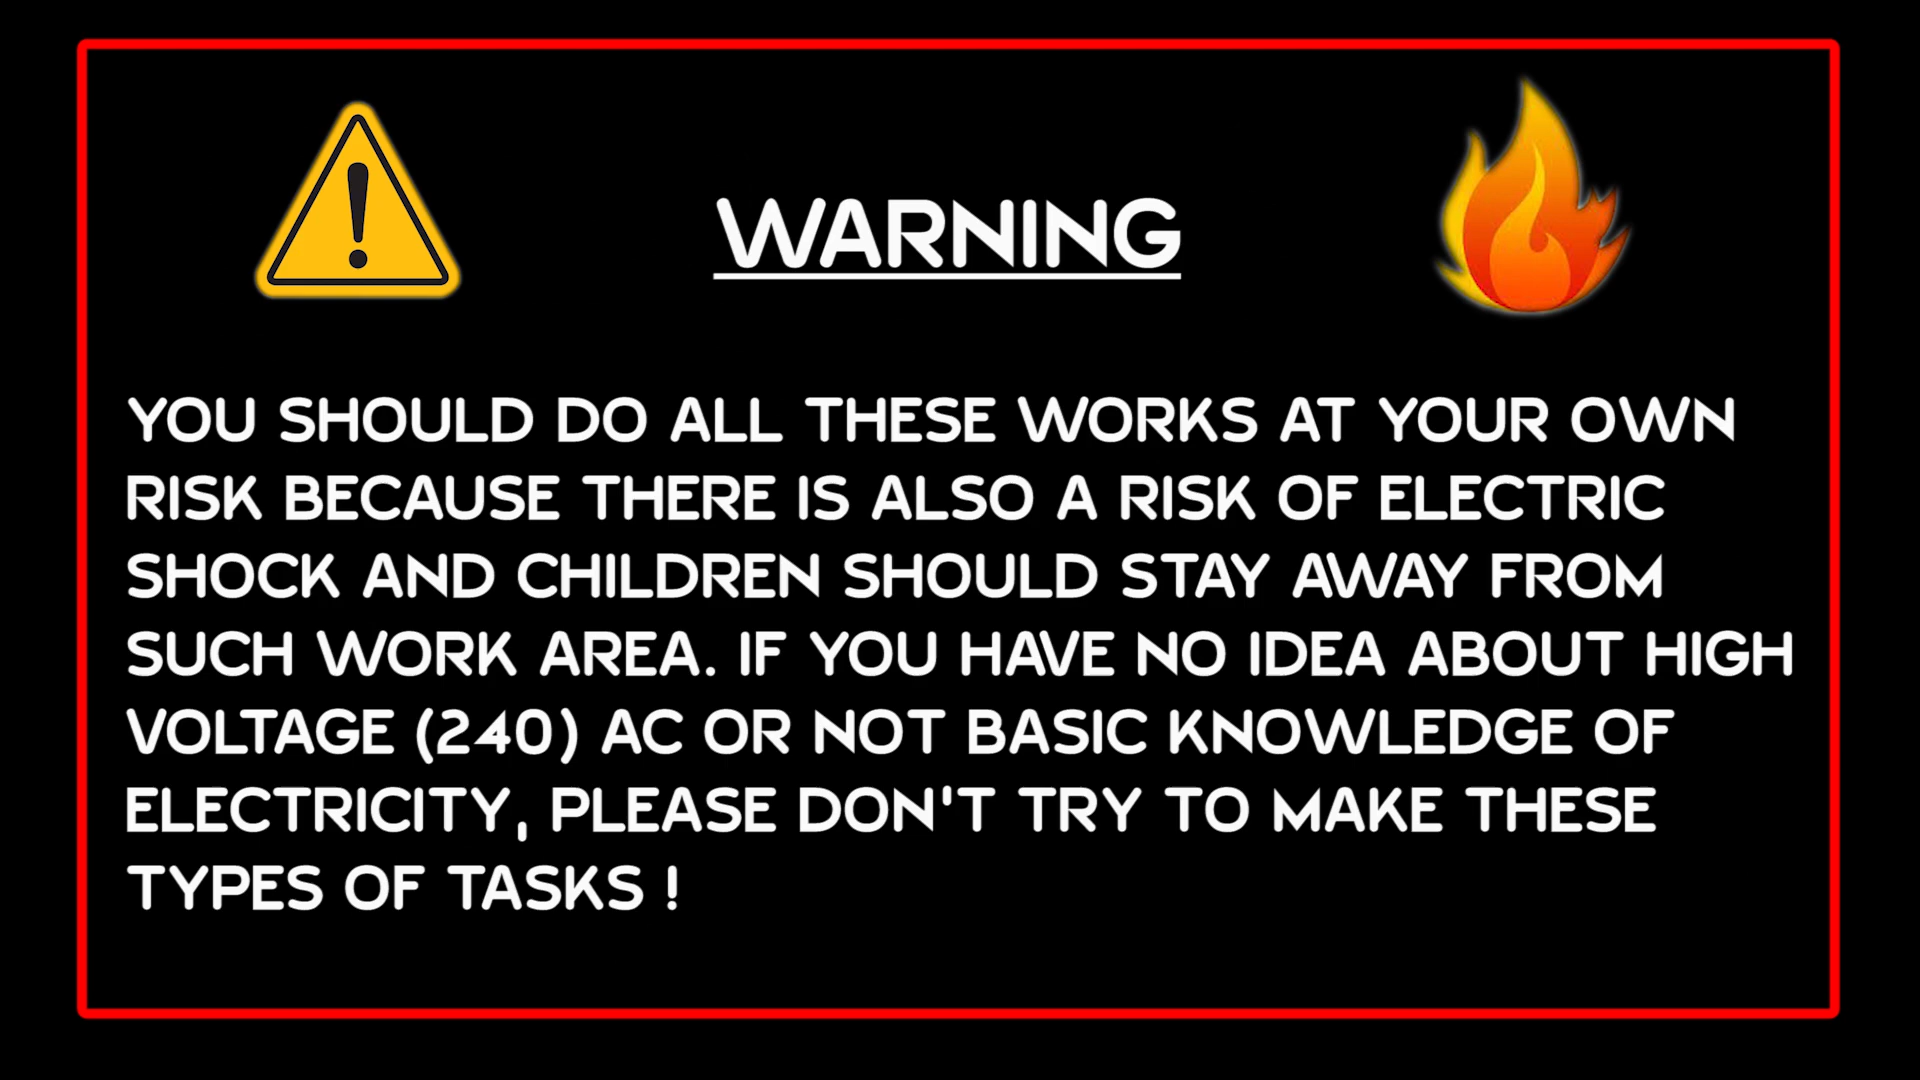 WARNING
YOU SHOULD DO ALL THESE WORKS AT YOUR OWN
RISK BECAUSE THERE IS ALSO A RISK OF ELECTRIC
SHOCK AND CHILDREN SHOULD STAY AWAY FROM
SUCH WORK AREA. IF YOU HAVE NO IDEA ABOUT HIGH
VOLTAGE (240) AC OR NOT BASIC KNOWLEDGE OF
ELECTRICITY, PLEASE DON'T TRY TO MAKE THESE
TYPES OF TASKS !